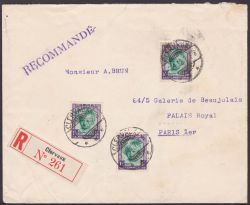 RECOMMANDÉ
Monsieur A.BRUN
64/5 Galerie de Beaujolais
PALAIS Royal
PARIS 1er
R
Clervaux
No 261